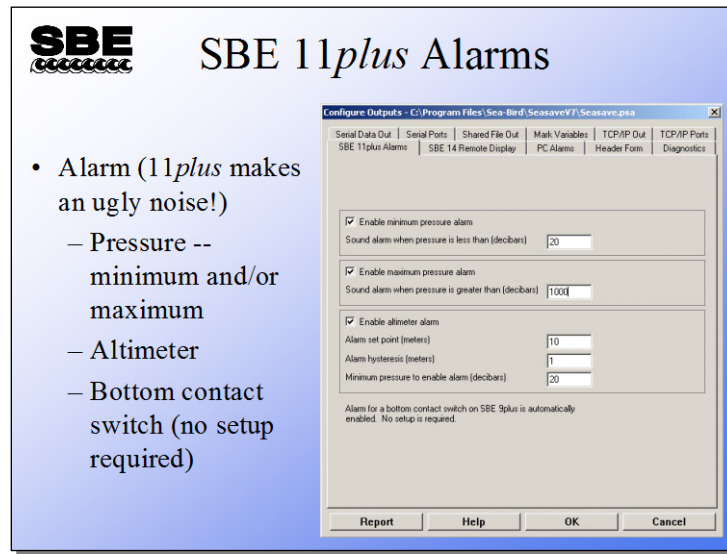 SBE
SBE 11plus Alarms
• Alarm (11plus makes
an ugly noise!)
– Pressure --
minimum and/or
maximum
– Altimeter
– Bottom contact
switch (no setup
required)
Configure Outputs - C:\Program Files\Sea-Bird\SeasaveV7\Seasave.psa
Serial Data Out
Serial Ports
Shared File Out
Mark Variables
TCP/IP Out
TCP/IP Ports
SBE 11plus Alarms
SBE 14 Remote Display
PC Alarms
Header Form
Diagnostics
Enable minimum pressure alarm
Sound alarm when pressure is less than (decibars) 20
Enable maximum pressure alarm
Sound alarm when pressure is greater than (decibars) 1000
Enable altimeter alarm
Alarm set point (meters) 10
Alarm hysteresis (meters) 1
Minimum pressure to enable alarm (decibars) 20
Alarm for a bottom contact switch on SBE 9plus is automatically
enabled. No setup is required.
Report
Help
OK
Cancel